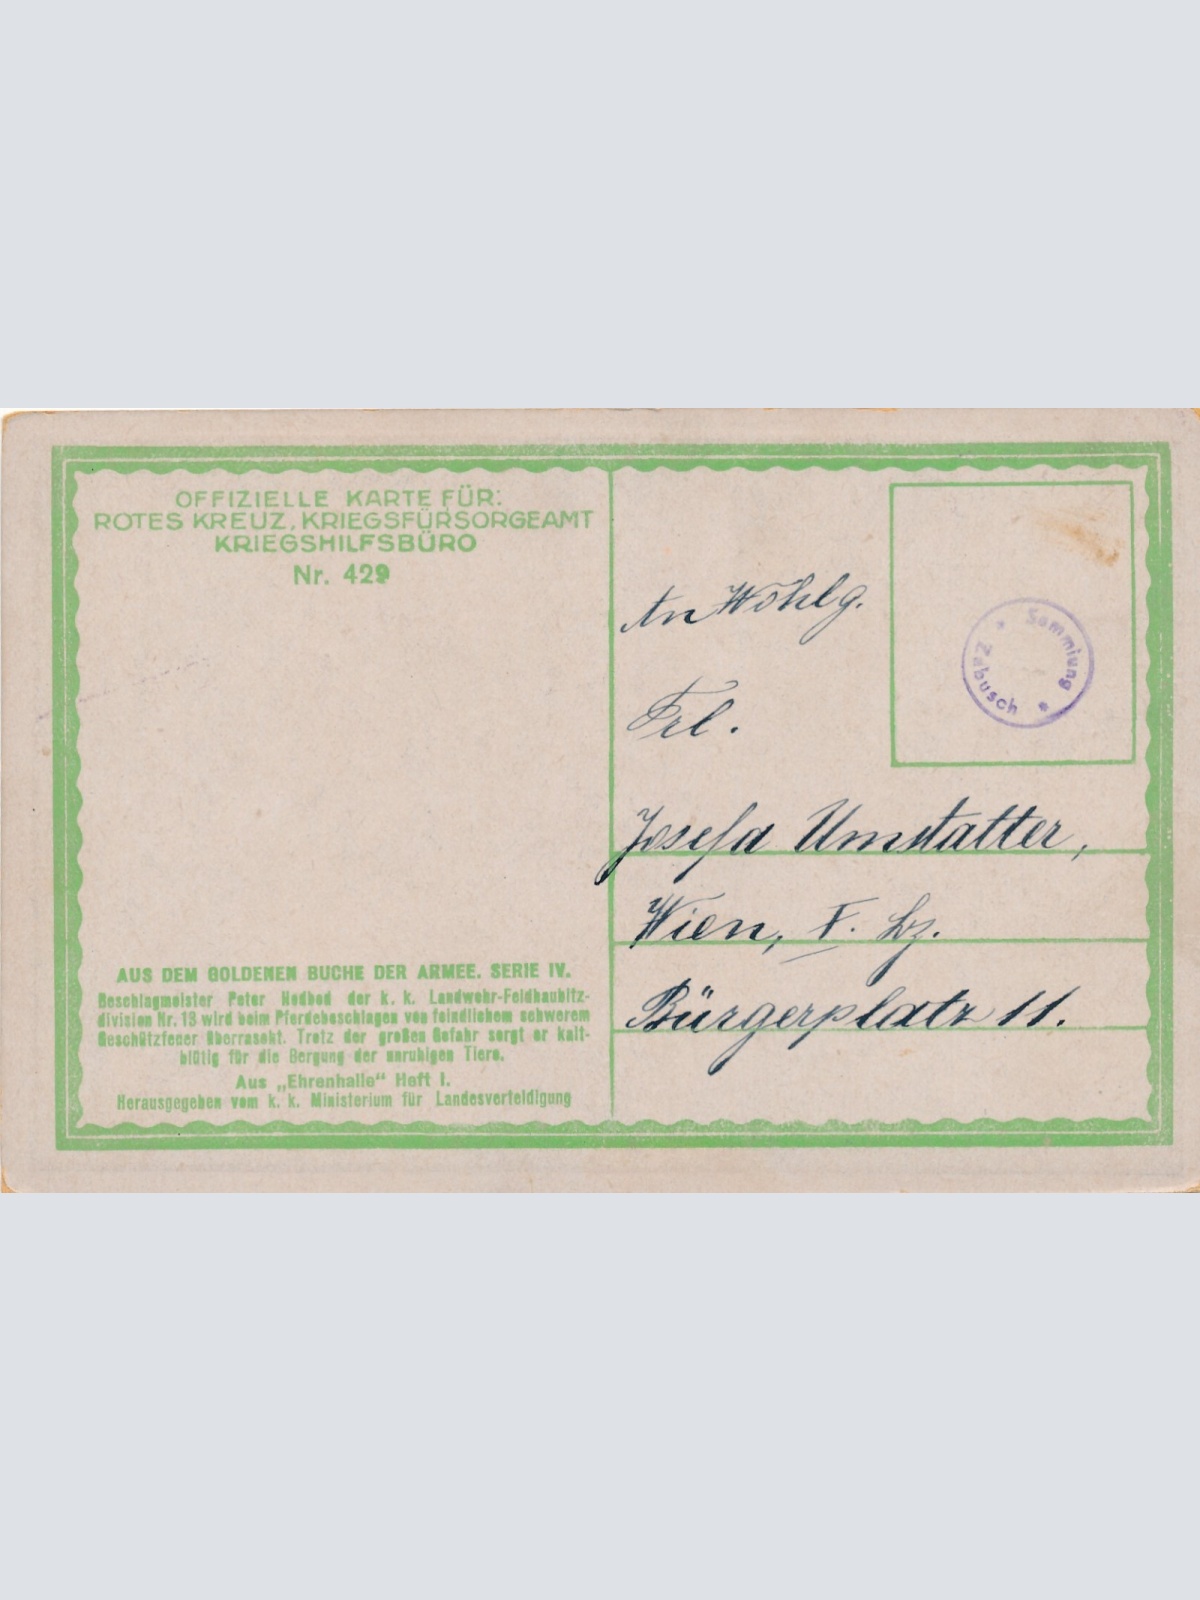 OFFIZIELLE KARTE FÜR:
ROTES KREUZ, KRIEGSFÜRSORGEAMT
KRIEGSHILFSBÜRO
Nr. 429
An Wohlg.
Frl.
Josefa Umstatter,
Wien, X. Bz.
Bürgerplatz 11.
Sammlung * Zabusch *
AUS DEM GOLDENEN BUCHE DER ARMEE. SERIE IV.
Beschlagmeister Peter Nedbod der k. k. Landwehr-Feldhaubitz-
division Nr. 13 wird beim Pferdebeschlagen von feindlichem schwerem
Geschützfeuer überrascht. Trotz der großen Gefahr sorgt er kalt-
blütig für die Bergung der unruhigen Tiere.
Aus „Ehrenhalle“ Heft I.
Herausgegeben vom k. k. Ministerium für Landesverteidigung